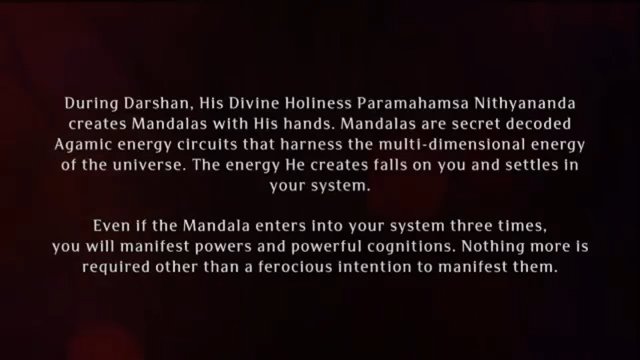 During Darshan, His Divine Holiness Paramahamsa Nithyananda
creates Mandalas with His hands. Mandalas are secret decoded
Agamic energy circuits that harness the multi-dimensional energy
of the universe. The energy He creates falls on you and settles in
your system.
Even if the Mandala enters into your system three times,
you will manifest powers and powerful cognitions. Nothing more is
required other than a ferocious intention to manifest them.